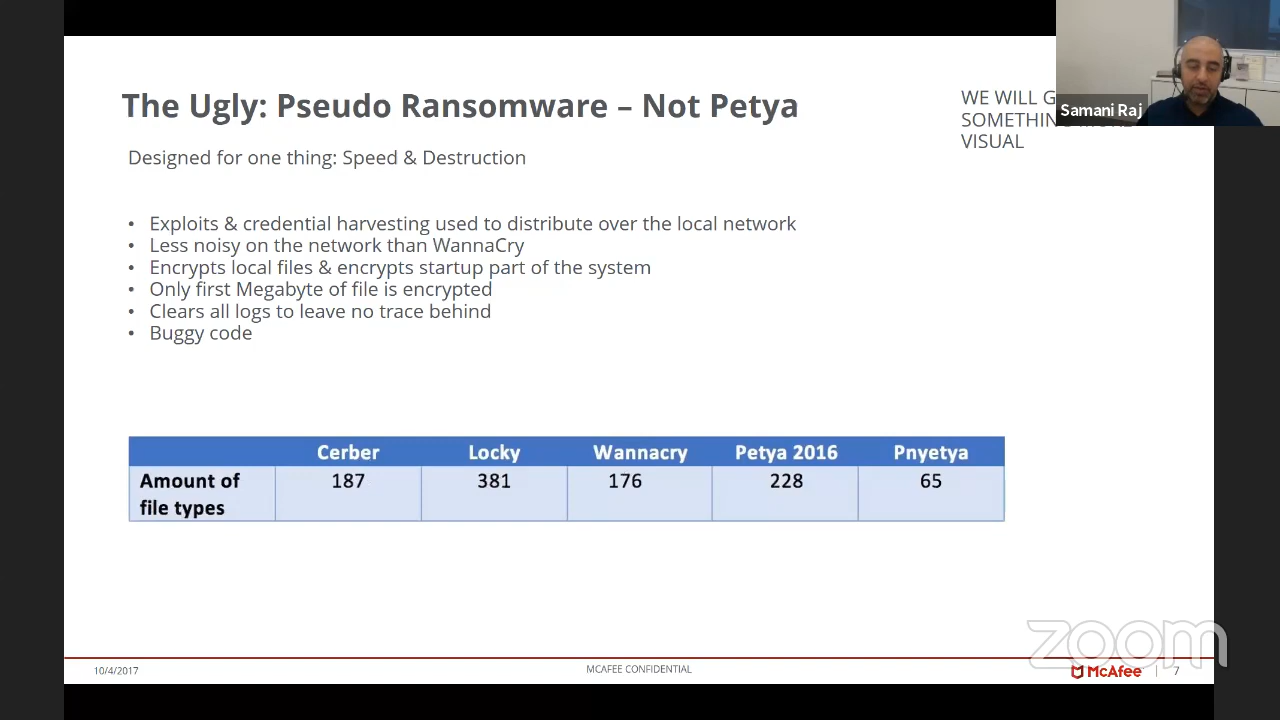 The Ugly: Pseudo Ransomware – Not Petya
WE WILL G
SOMETHIN
VISUAL
Samani Raj
Designed for one thing: Speed & Destruction
• Exploits & credential harvesting used to distribute over the local network
• Less noisy on the network than WannaCry
• Encrypts local files & encrypts startup part of the system
• Only first Megabyte of file is encrypted
• Clears all logs to leave no trace behind
• Buggy code
Cerber Locky Wannacry Petya 2016 Pnyetya
Amount of 187 381 176 228 65
file types
zoom
10/4/2017 MCAFEE CONFIDENTIAL McAfee | 7